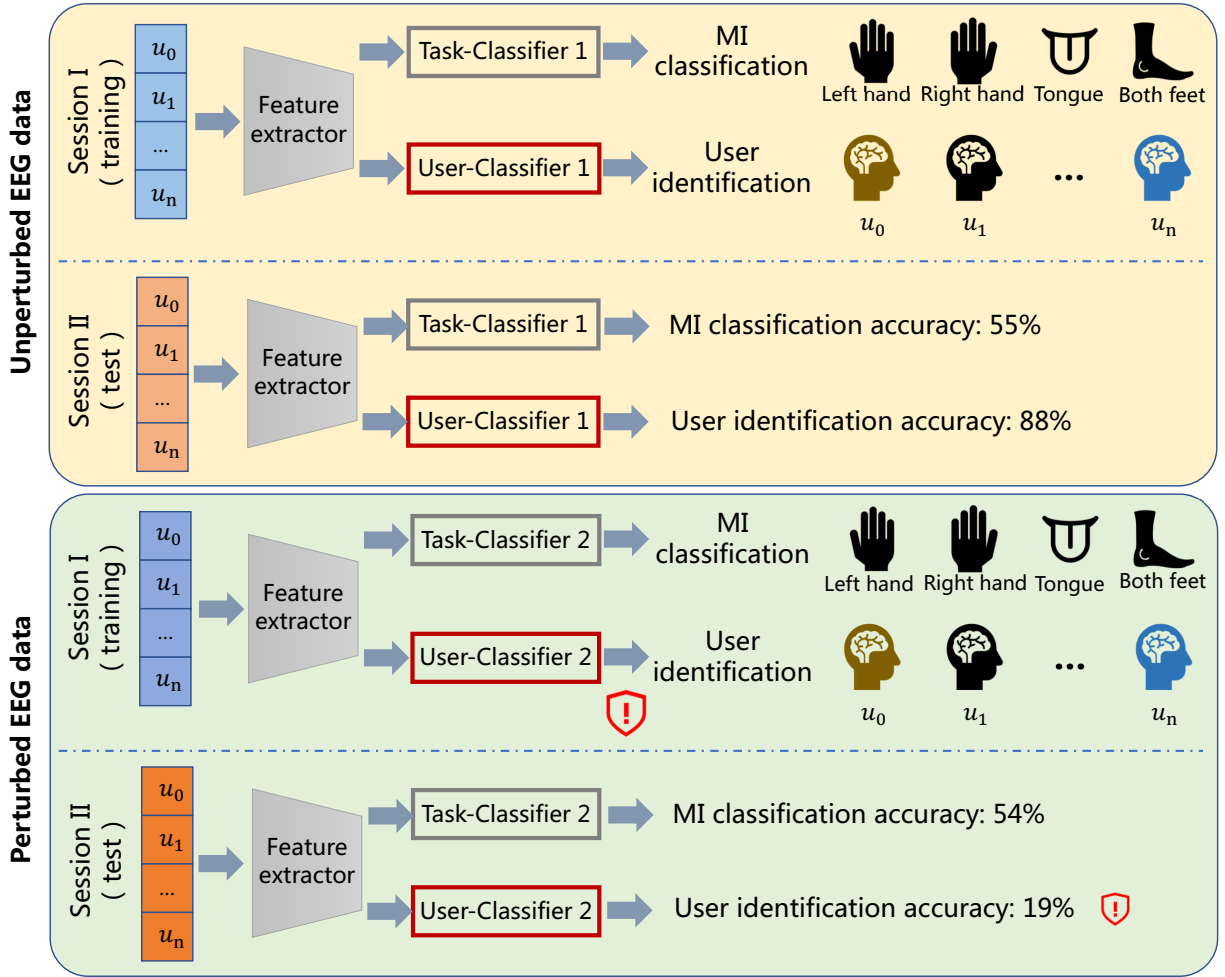 Unperturbed EEG data
Session I
( training )
u₀
u₁
...
uₙ
Feature
extractor
Task-Classifier 1
MI
classification
Left hand
Right hand
Tongue
Both feet
User-Classifier 1
User
identification
...
u₀
u₁
uₙ
Session II
( test )
u₀
u₁
...
uₙ
Feature
extractor
Task-Classifier 1
MI classification accuracy: 55%
User-Classifier 1
User identification accuracy: 88%
Perturbed EEG data
Session I
( training )
u₀
u₁
...
uₙ
Feature
extractor
Task-Classifier 2
MI
classification
Left hand
Right hand
Tongue
Both feet
User-Classifier 2
User
identification
...
!
u₀
u₁
uₙ
Session II
( test )
u₀
u₁
...
uₙ
Feature
extractor
Task-Classifier 2
MI classification accuracy: 54%
User-Classifier 2
User identification accuracy: 19%
!